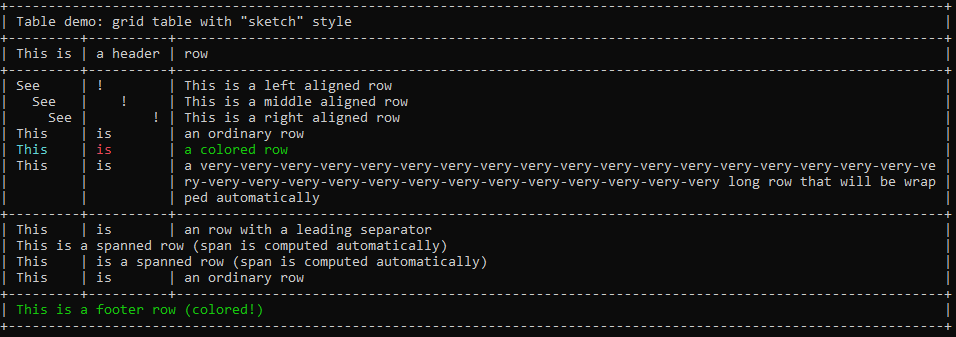 Table demo: grid table with "sketch" style
This is | a header | row
See | ! | This is a left aligned row
See | ! | This is a middle aligned row
See | ! | This is a right aligned row
This | is | an ordinary row
This | is | a colored row
This | is | a very-very-very-very-very-very-very-very-very-very-very-very-very-very-very-very-very-very-ve
ry-very-very-very-very-very-very-very-very-very-very-very-very-very long row that will be wrap
ped automatically
This | is | an row with a leading separator
This is a spanned row (span is computed automatically)
This | is a spanned row (span is computed automatically)
This | is | an ordinary row
This is a footer row (colored!)